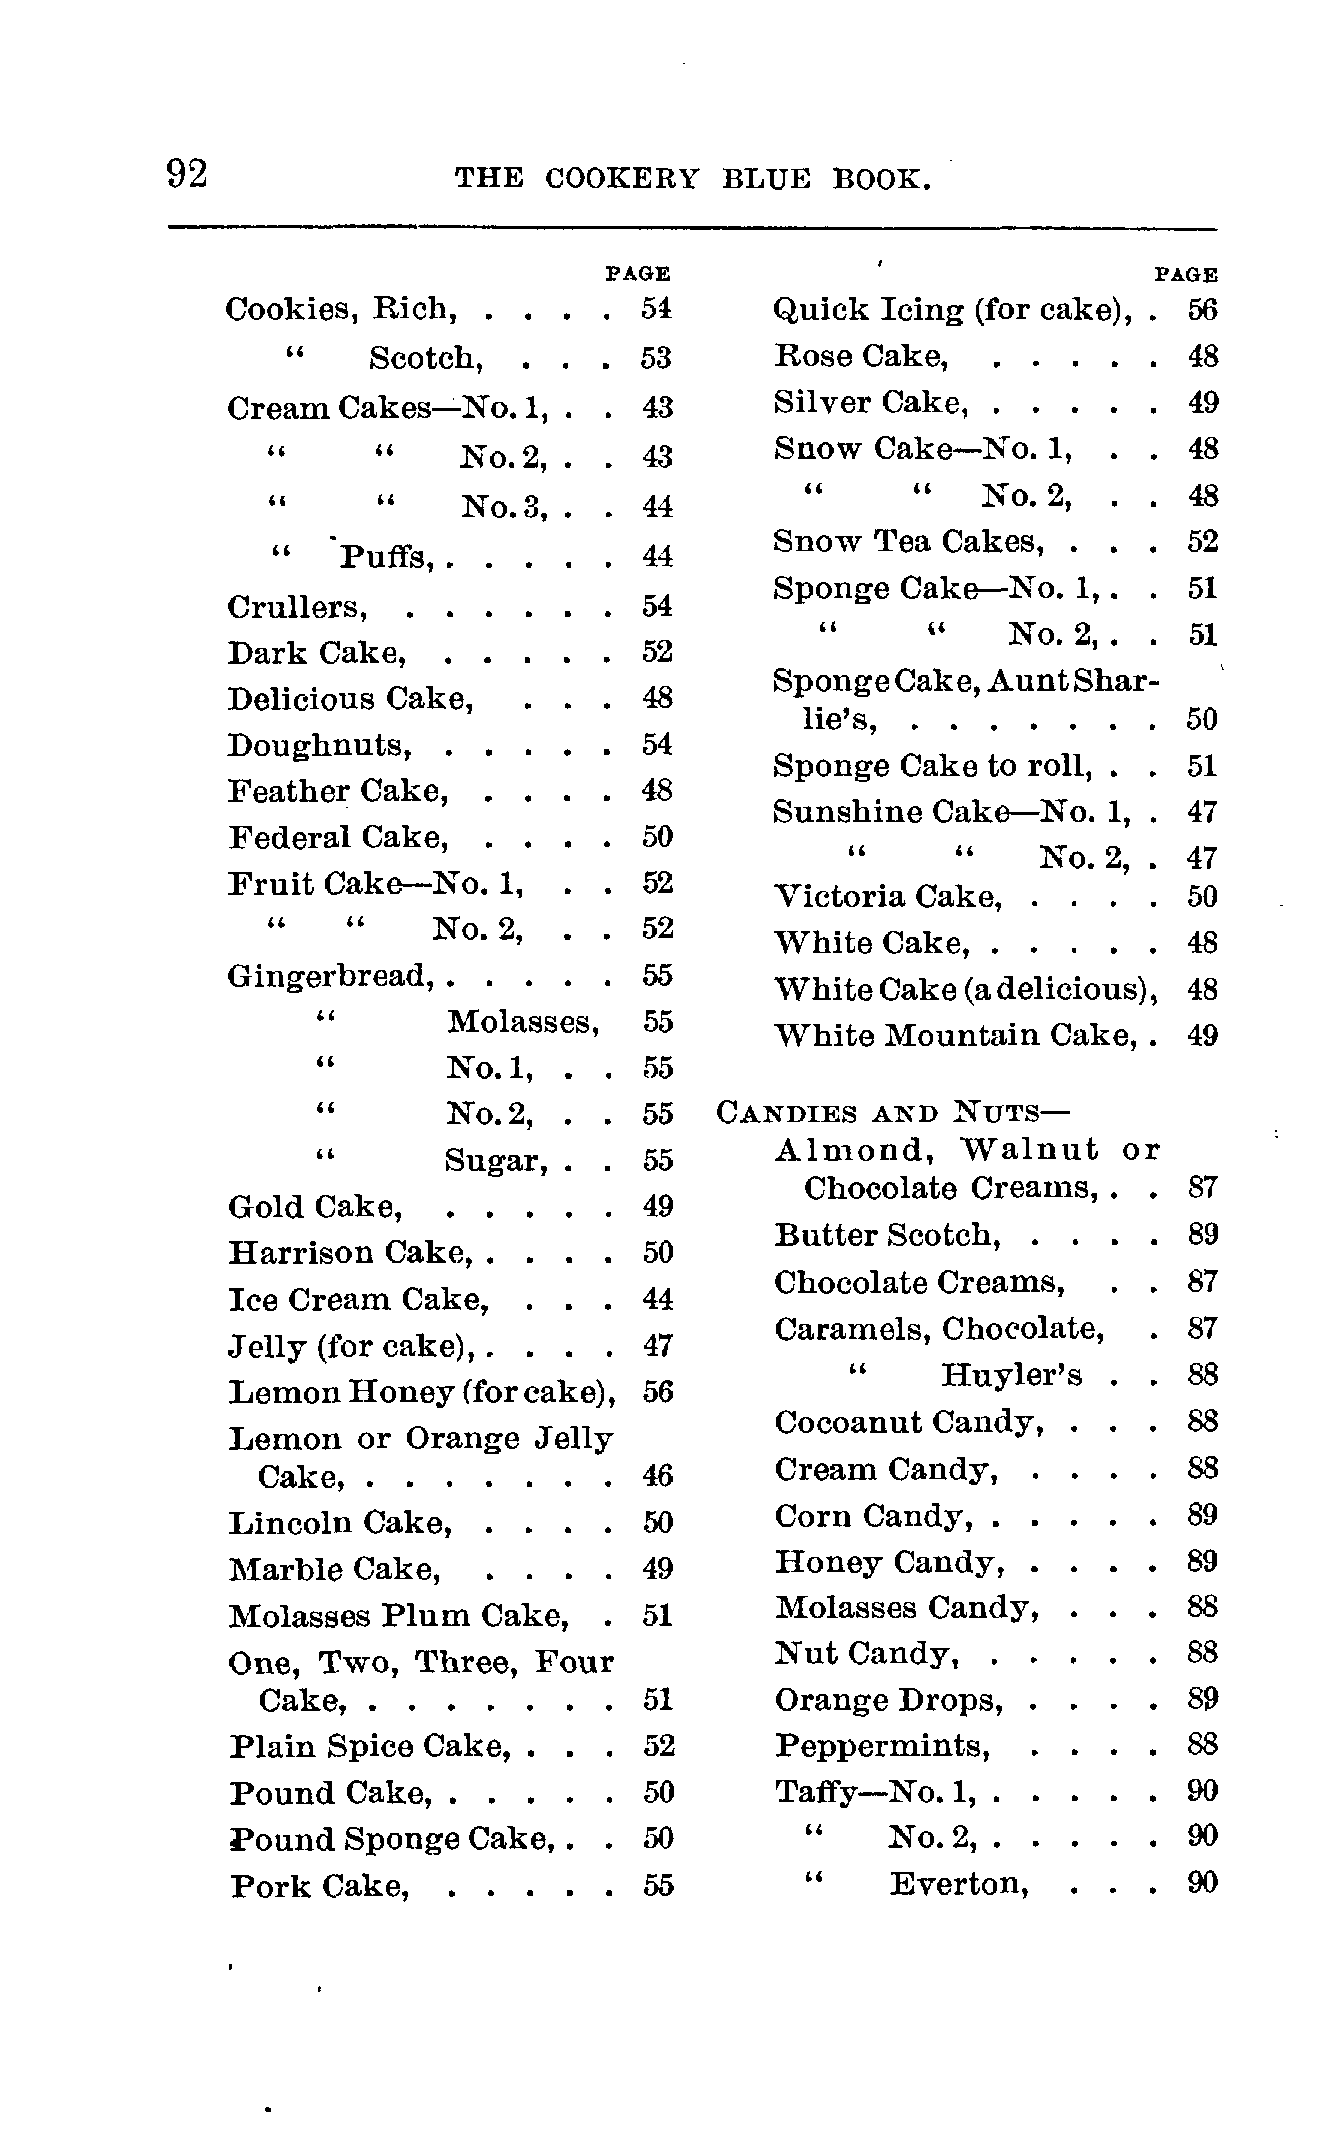 92 THE COOKERY BLUE BOOK.
PAGE
Cookies, Rich, . . . . 54
“ Scotch, . . . 53
Cream Cakes—No. 1, . . 43
“ “ No. 2, . . 43
“ “ No. 3, . . 44
“ Puffs, . . . . . 44
Crullers, . . . . . . 54
Dark Cake, . . . . . 52
Delicious Cake, . . . 48
Doughnuts, . . . . . 54
Feather Cake, . . . . 48
Federal Cake, . . . . 50
Fruit Cake—No. 1, . . 52
“ “ No. 2, . . 52
Gingerbread, . . . . . 55
“ Molasses, 55
“ No. 1, . . 55
“ No. 2, . . 55
“ Sugar, . . 55
Gold Cake, . . . . . 49
Harrison Cake, . . . . 50
Ice Cream Cake, . . . 44
Jelly (for cake), . . . . 47
Lemon Honey (for cake), 56
Lemon or Orange Jelly
Cake, . . . . . . . 46
Lincoln Cake, . . . . 50
Marble Cake, . . . . 49
Molasses Plum Cake, . 51
One, Two, Three, Four
Cake, . . . . . . . 51
Plain Spice Cake, . . . 52
Pound Cake, . . . . . 50
Pound Sponge Cake, . . 50
Pork Cake, . . . . . 55
PAGE
Quick Icing (for cake), . 56
Rose Cake, . . . . . 48
Silver Cake, . . . . . 49
Snow Cake—No. 1, . . 48
“ “ No. 2, . . 48
Snow Tea Cakes, . . . 52
Sponge Cake—No. 1, . . 51
“ “ No. 2, . . 51
Sponge Cake, Aunt Shar-
lie's, . . . . . . . 50
Sponge Cake to roll, . . 51
Sunshine Cake—No. 1, . 47
“ “ No. 2, . 47
Victoria Cake, . . . . 50
White Cake, . . . . . 48
White Cake (a delicious), 48
White Mountain Cake, . 49
CANDIES AND NUTS—
Almond, Walnut or
Chocolate Creams, . . 87
Butter Scotch, . . . . 89
Chocolate Creams, . . 87
Caramels, Chocolate, . 87
“ Huyler's . . 88
Cocoanut Candy, . . . 88
Cream Candy, . . . . 88
Corn Candy, . . . . . 89
Honey Candy, . . . . 89
Molasses Candy, . . . 88
Nut Candy, . . . . . 88
Orange Drops, . . . . 89
Peppermints, . . . . 88
Taffy—No. 1, . . . . . 90
“ No. 2, . . . . . 90
“ Everton, . . . 90